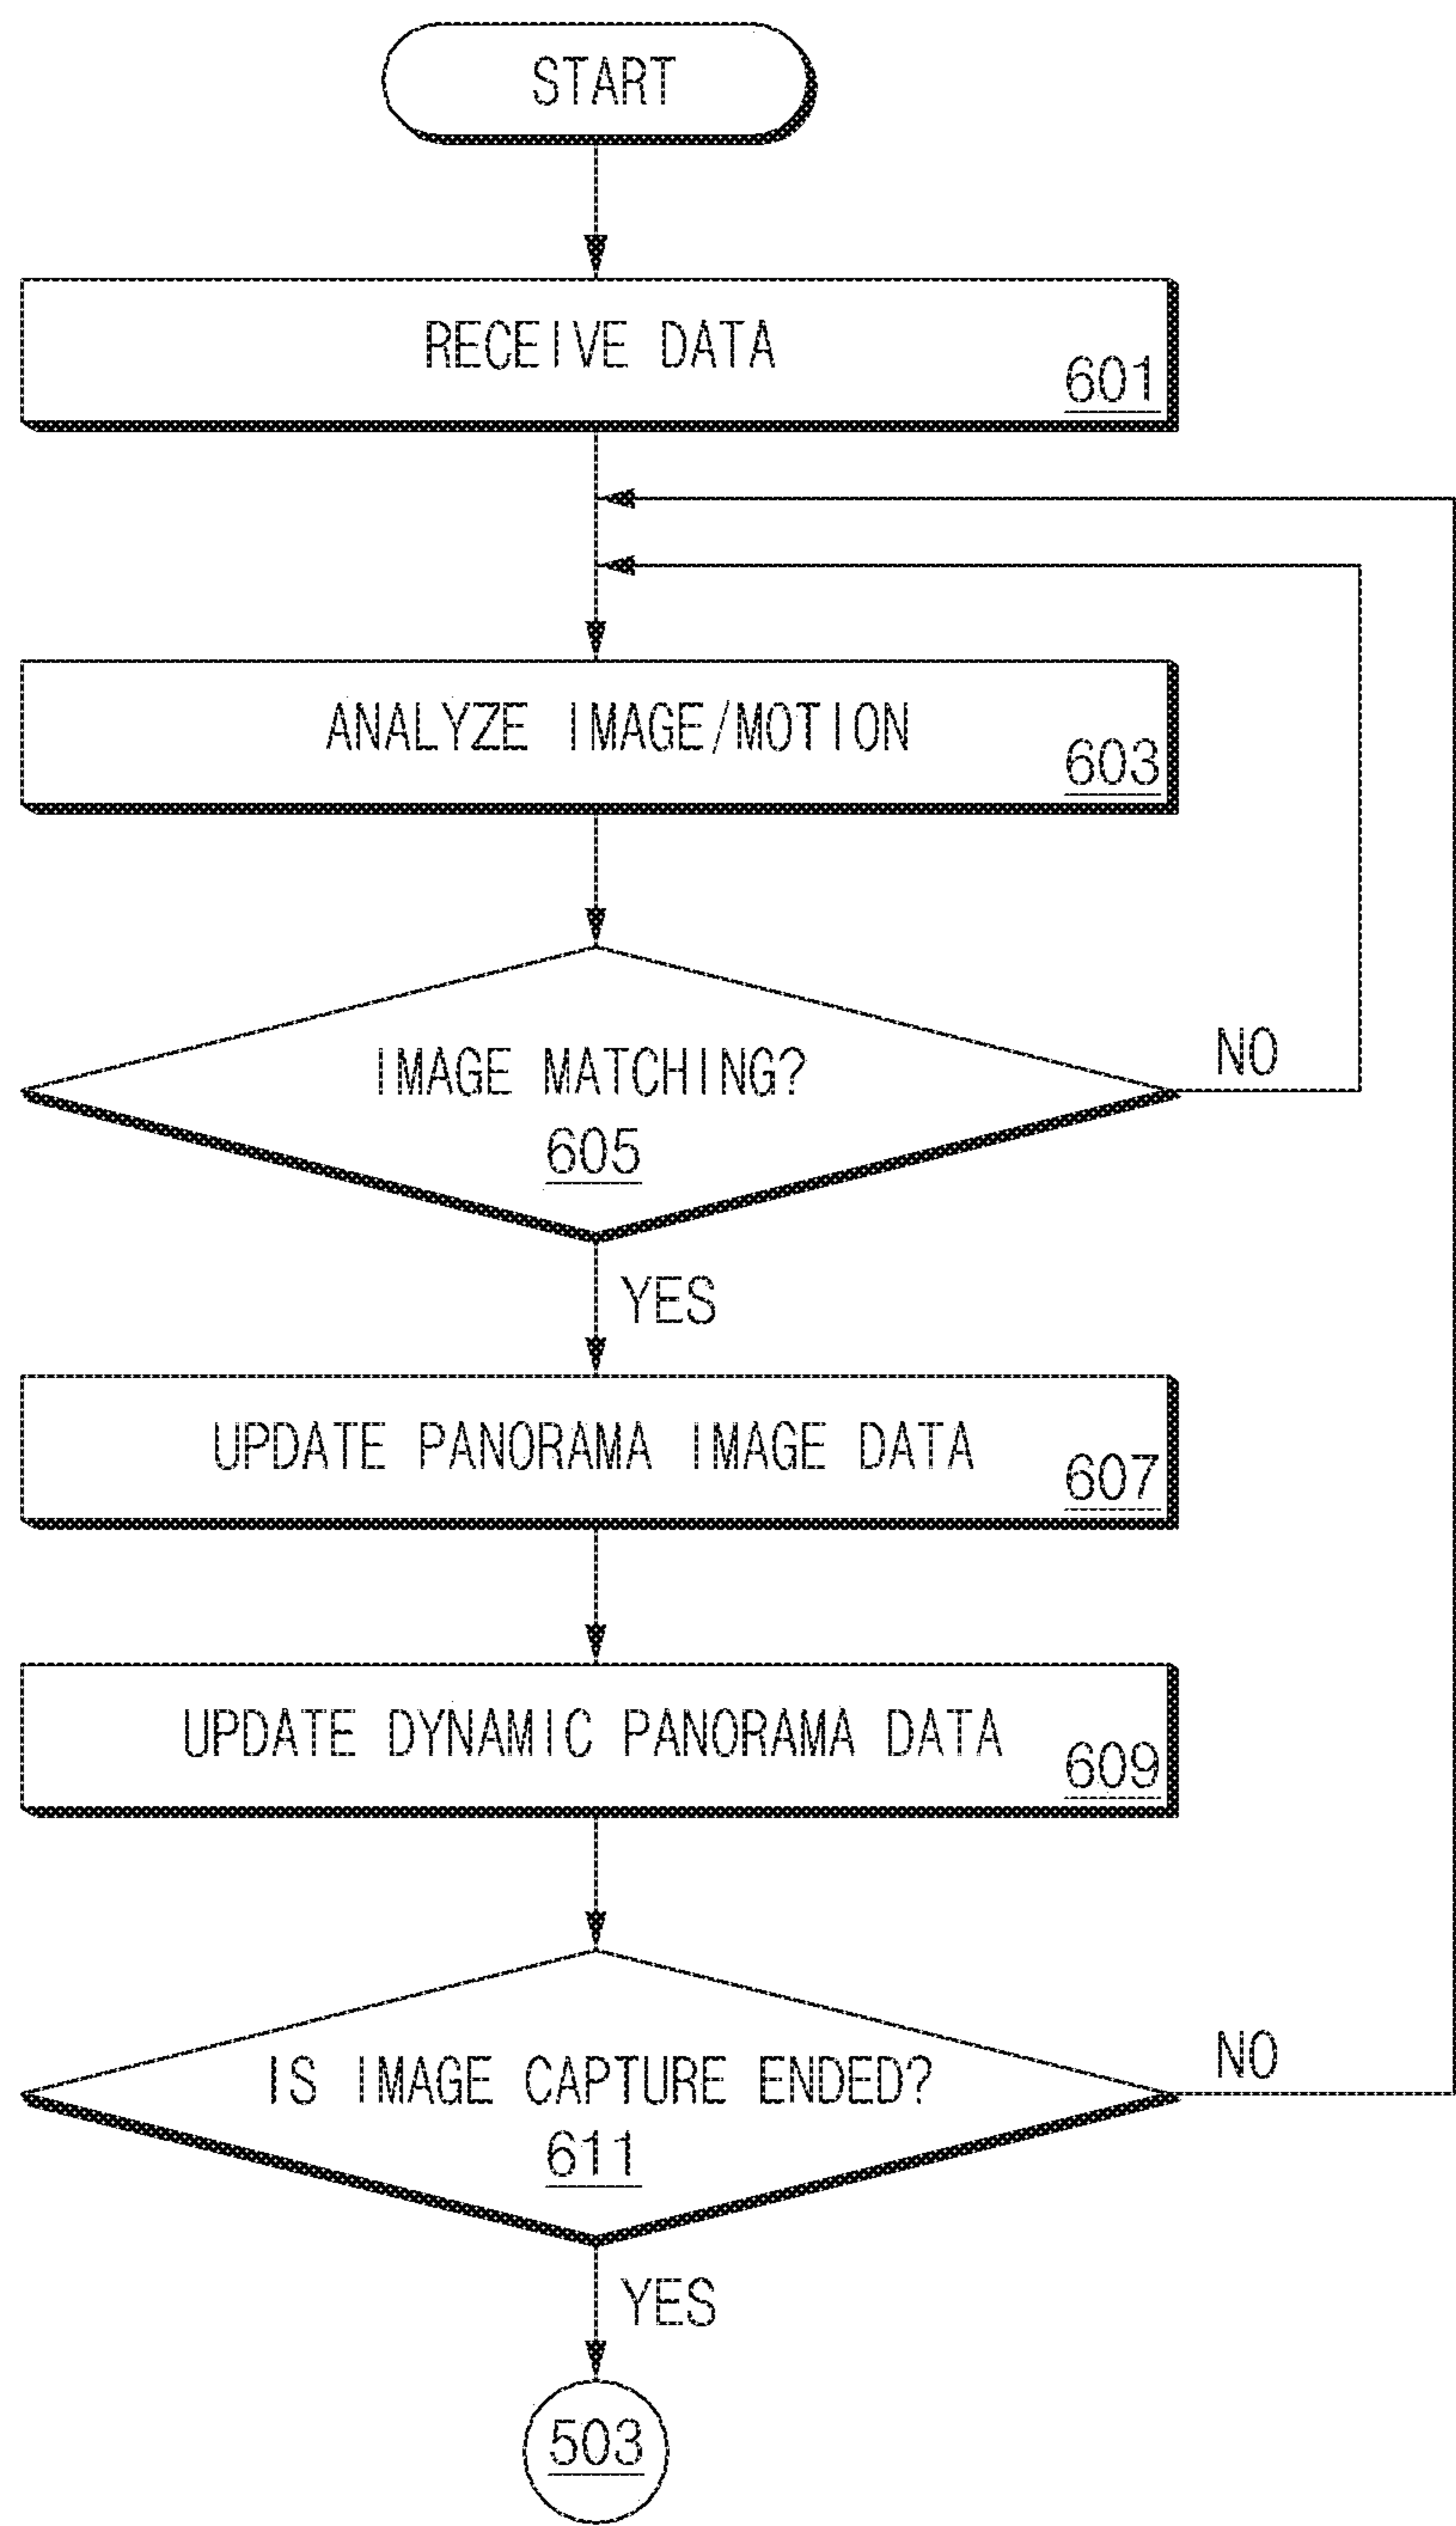 START
RECEIVE DATA
601
ANALYZE IMAGE/MOTION
603
IMAGE MATCHING?
605
NO
YES
UPDATE PANORAMA IMAGE DATA
607
UPDATE DYNAMIC PANORAMA DATA
609
IS IMAGE CAPTURE ENDED?
611
NO
YES
503